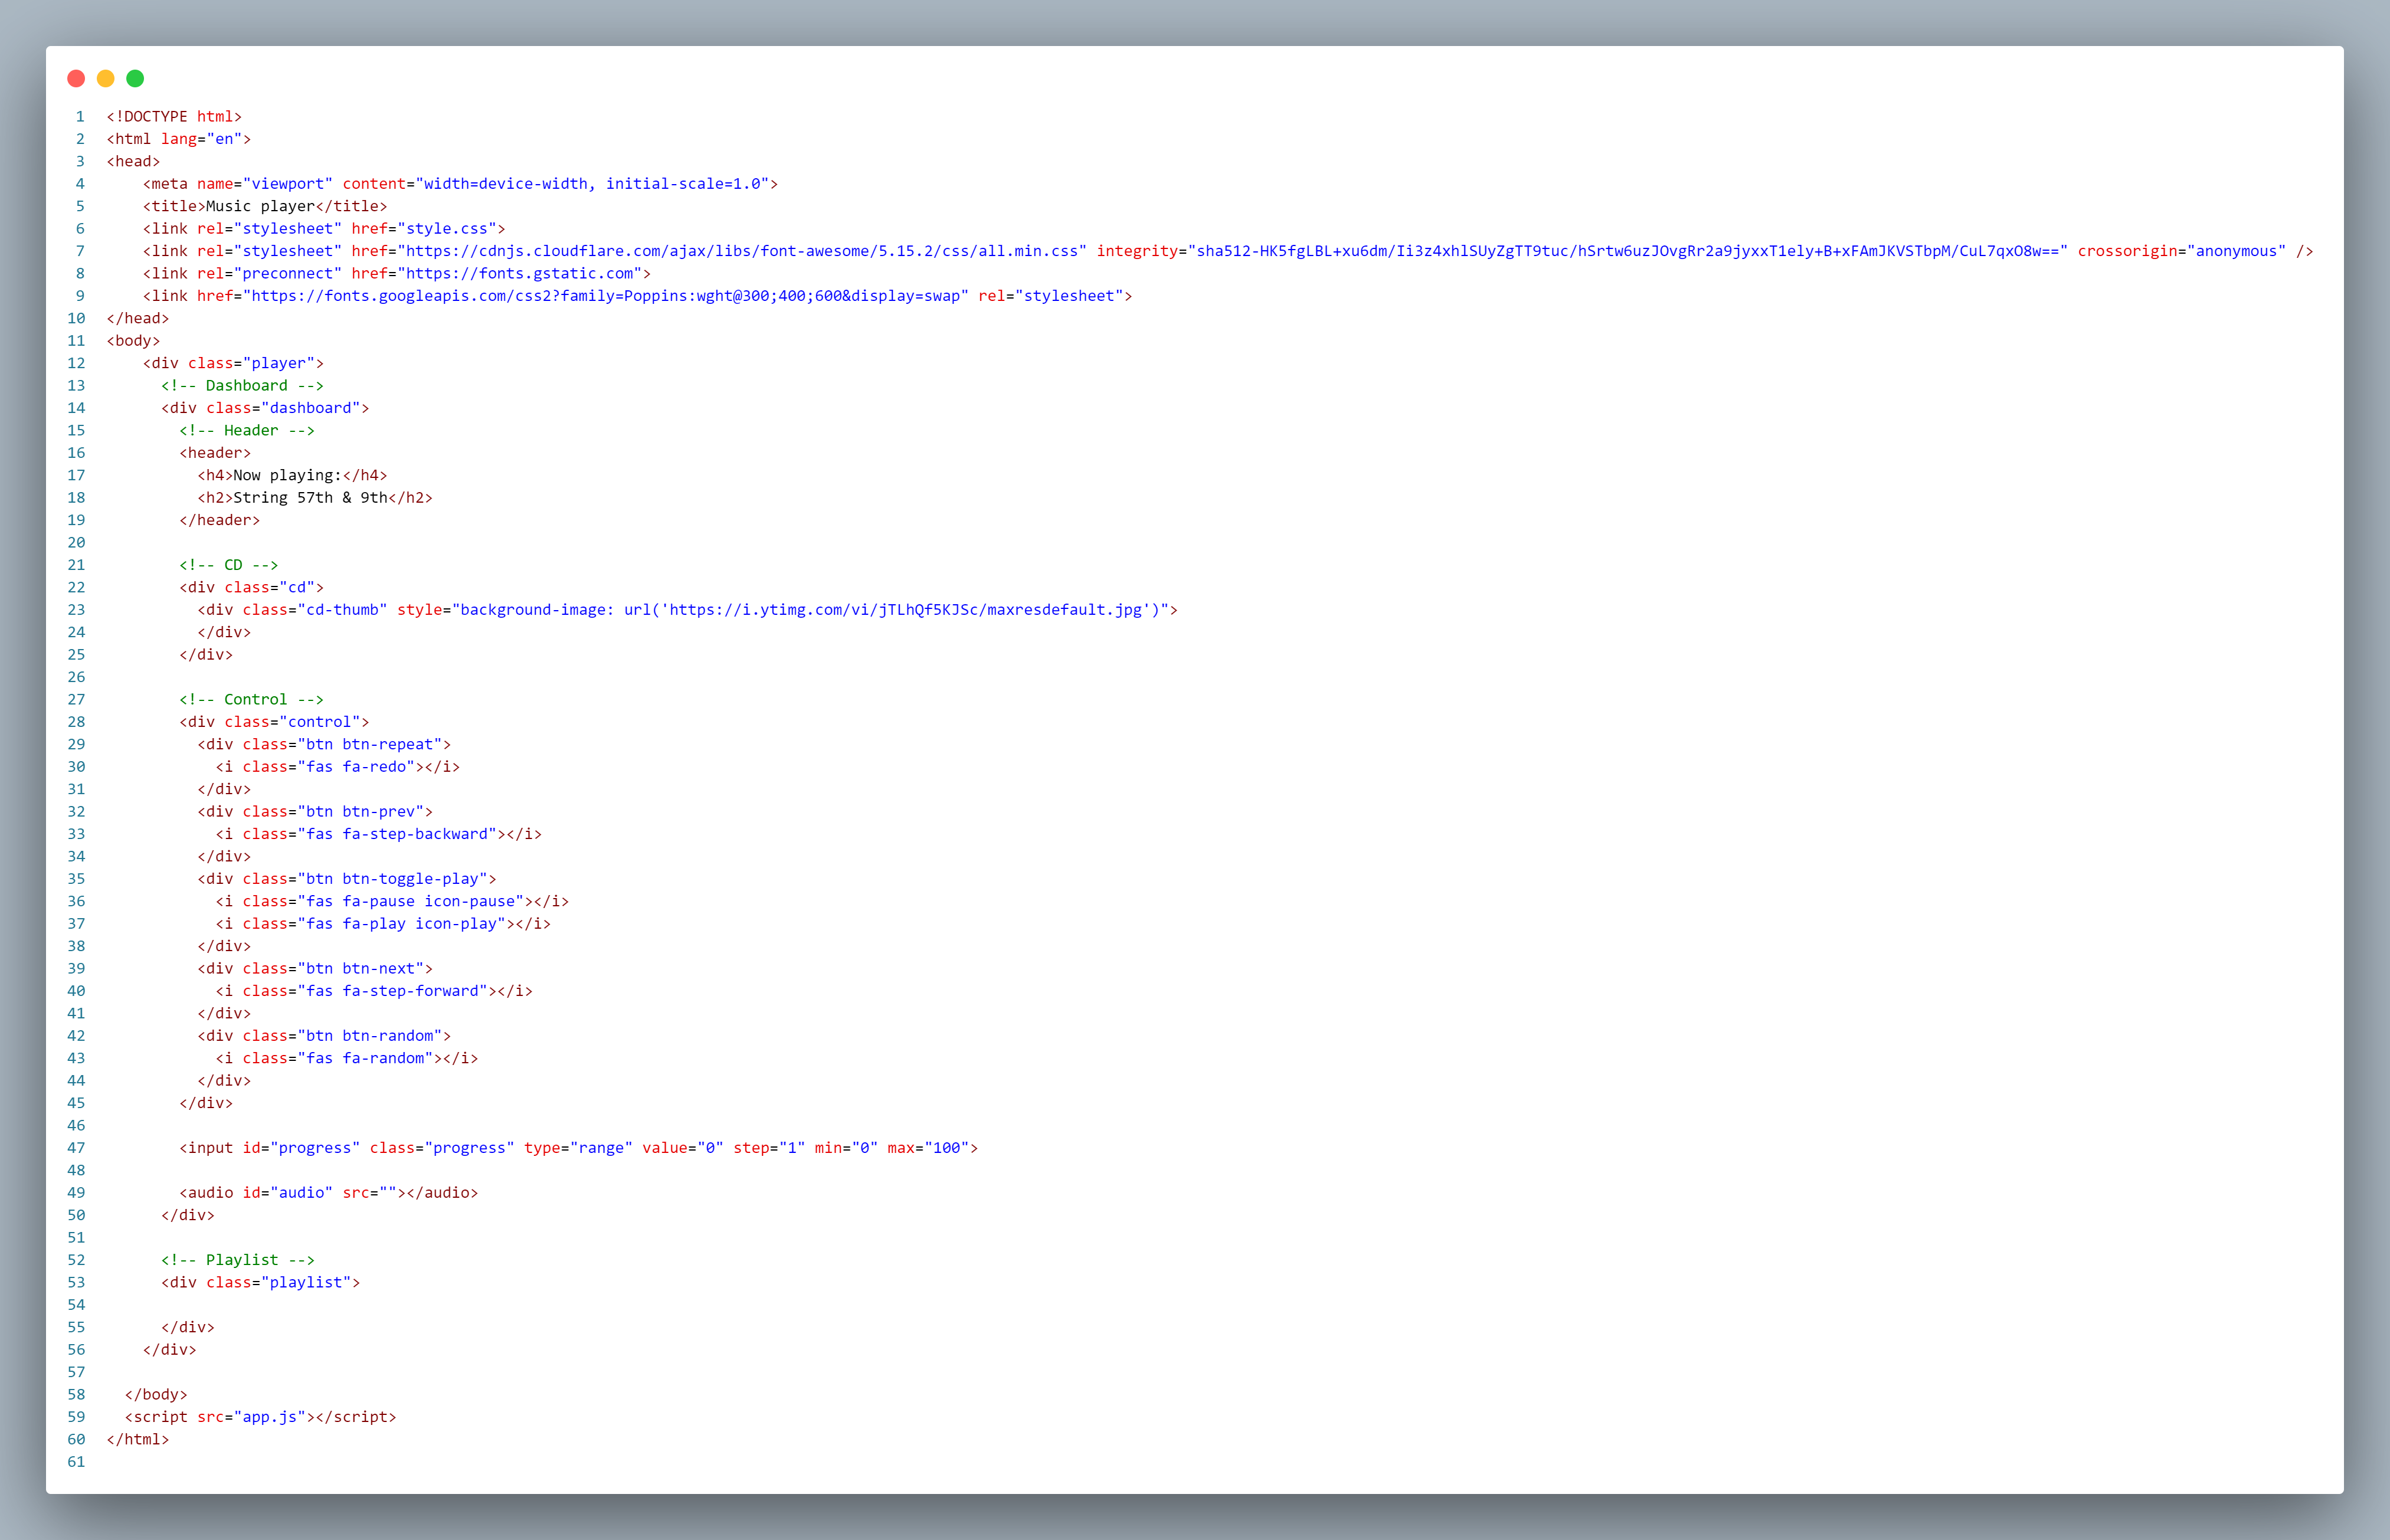 1 <!DOCTYPE html>
2 <html lang="en">
3 <head>
4     <meta name="viewport" content="width=device-width, initial-scale=1.0">
5     <title>Music player</title>
6     <link rel="stylesheet" href="style.css">
7     <link rel="stylesheet" href="https://cdnjs.cloudflare.com/ajax/libs/font-awesome/5.15.2/css/all.min.css" integrity="sha512-HK5fgLBL+xu6dm/Ii3z4xhlSUyZgTT9tuc/hSrtw6uzJOvgRr2a9jyxxT1ely+B+xFAmJKVSTbpM/CuL7qxO8w==" crossorigin="anonymous" />
8     <link rel="preconnect" href="https://fonts.gstatic.com">
9     <link href="https://fonts.googleapis.com/css2?family=Poppins:wght@300;400;600&display=swap" rel="stylesheet">
10 </head>
11 <body>
12     <div class="player">
13       <!-- Dashboard -->
14       <div class="dashboard">
15         <!-- Header -->
16         <header>
17           <h4>Now playing:</h4>
18           <h2>String 57th & 9th</h2>
19         </header>
20
21         <!-- CD -->
22         <div class="cd">
23           <div class="cd-thumb" style="background-image: url('https://i.ytimg.com/vi/jTLhQf5KJSc/maxresdefault.jpg')">
24           </div>
25         </div>
26
27         <!-- Control -->
28         <div class="control">
29           <div class="btn btn-repeat">
30             <i class="fas fa-redo"></i>
31           </div>
32           <div class="btn btn-prev">
33             <i class="fas fa-step-backward"></i>
34           </div>
35           <div class="btn btn-toggle-play">
36             <i class="fas fa-pause icon-pause"></i>
37             <i class="fas fa-play icon-play"></i>
38           </div>
39           <div class="btn btn-next">
40             <i class="fas fa-step-forward"></i>
41           </div>
42           <div class="btn btn-random">
43             <i class="fas fa-random"></i>
44           </div>
45         </div>
46
47         <input id="progress" class="progress" type="range" value="0" step="1" min="0" max="100">
48
49         <audio id="audio" src=""></audio>
50       </div>
51
52       <!-- Playlist -->
53       <div class="playlist">
54
55       </div>
56     </div>
57
58   </body>
59   <script src="app.js"></script>
60 </html>
61